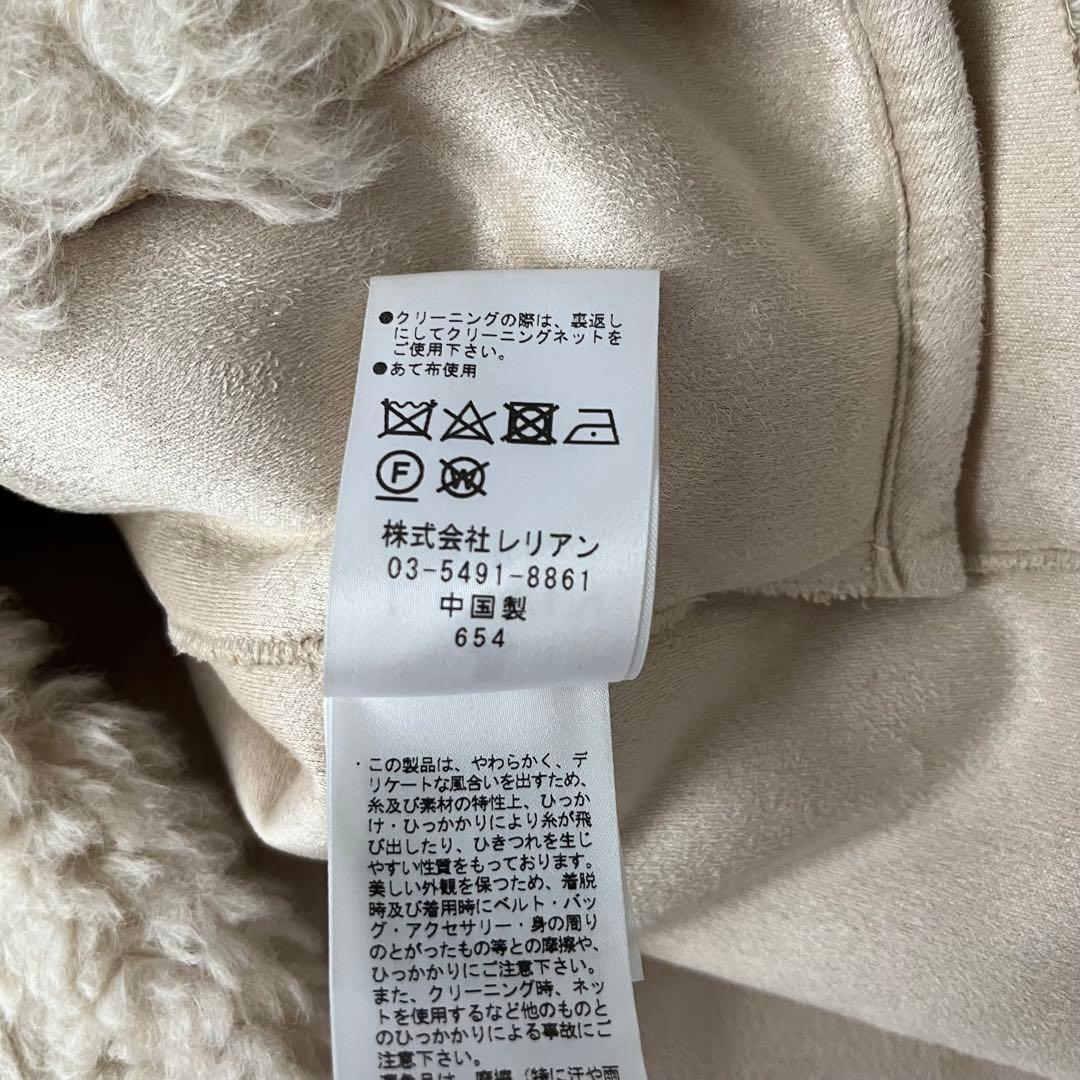 ●クリーニングの際は、裏返し
にしてクリーニングネットを
ご使用下さい。
●あて布使用
F W
株式会社レリアン
03-5491-8861
中国製
654
・この製品は、やわらかく、デ
リケートな風合いを出すため、
糸及び素材の特性上、ひっか
け・ひっかかりにより糸が飛
び出したり、ひきつれを生じ
やすい性質をもっております。
美しい外観を保つため、着脱
時及び着用時にベルト・バッ
グ・アクセサリー・身の周り
のとがったもの等との摩擦や、
ひっかかりにご注意下さい。
また、クリーニング時、ネッ
トを使用するなど他のものと
のひっかかりによる事故にご
注意下さい。
濃色品は、摩擦（特に汗や雨